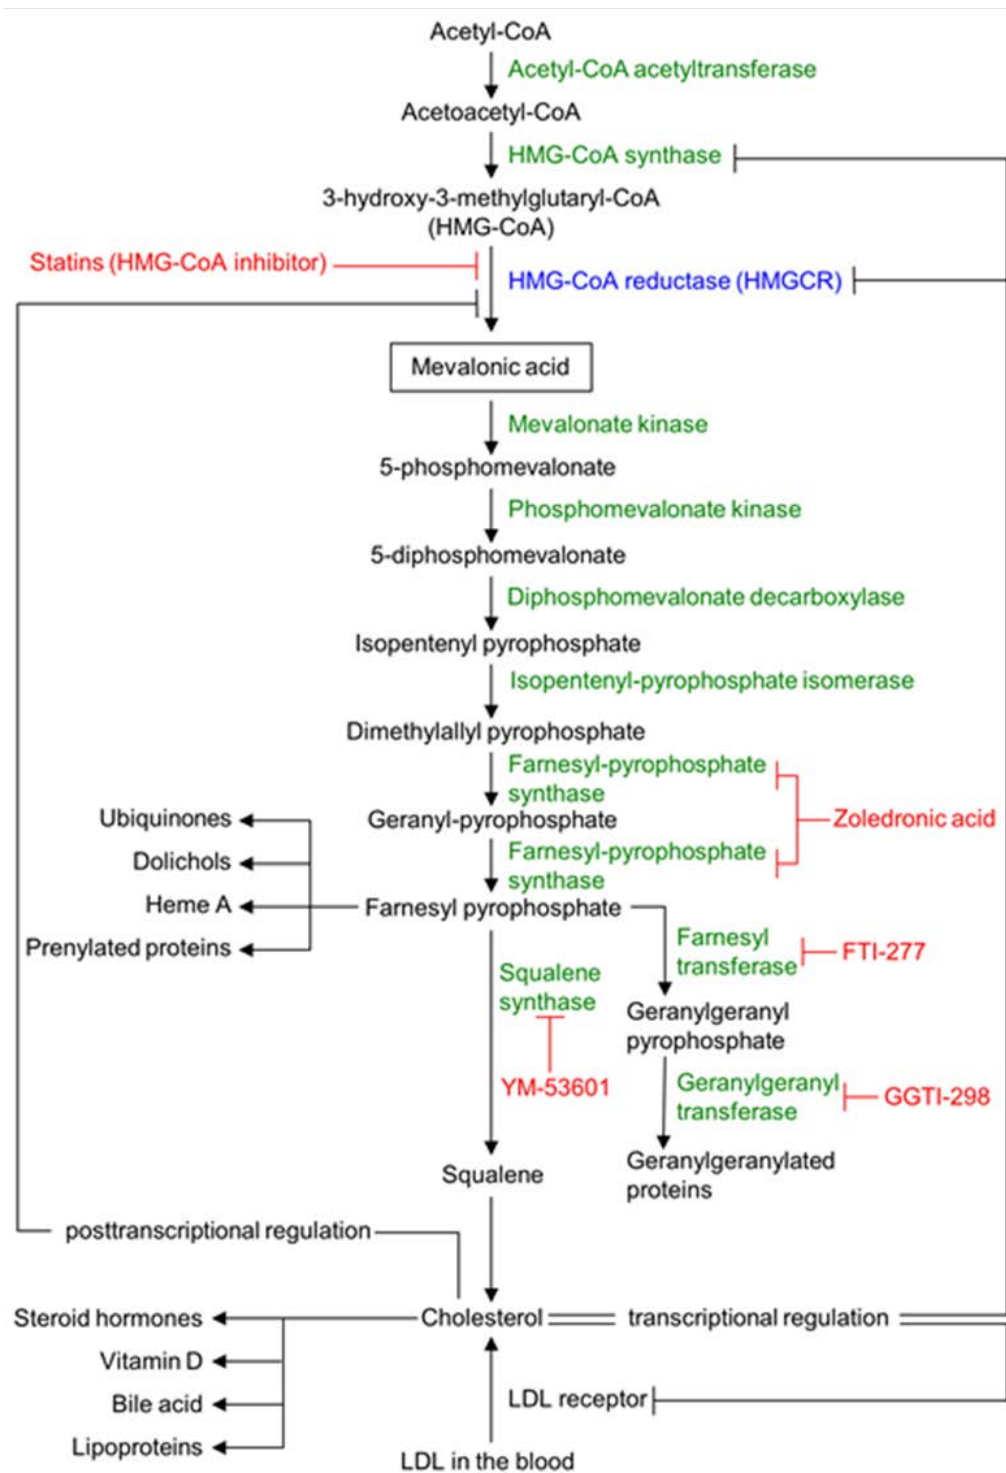 Acetyl-CoA
Acetyl-CoA acetyltransferase
Acetoacetyl-CoA
HMG-CoA synthase
3-hydroxy-3-methylglutaryl-CoA
(HMG-CoA)
Statins (HMG-CoA inhibitor)
HMG-CoA reductase (HMGCR)
Mevalonic acid
Mevalonate kinase
5-phosphomevalonate
Phosphomevalonate kinase
5-diphosphomevalonate
Diphosphomevalonate decarboxylase
Isopentenyl pyrophosphate
Isopentenyl-pyrophosphate isomerase
Dimethylallyl pyrophosphate
Farnesyl-pyrophosphate
synthase
Zoledronic acid
Ubiquinones
Geranyl-pyrophosphate
Dolichols
Farnesyl-pyrophosphate
synthase
Heme A
Farnesyl pyrophosphate
Prenylated proteins
Farnesyl
transferase
FTI-277
Squalene
synthase
Geranylgeranyl
pyrophosphate
YM-53601
Geranylgeranyl
transferase
GGTI-298
Squalene
Geranylgeranylated
proteins
posttranscriptional regulation
Steroid hormones
Cholesterol
transcriptional regulation
Vitamin D
Bile acid
LDL receptor
Lipoproteins
LDL in the blood